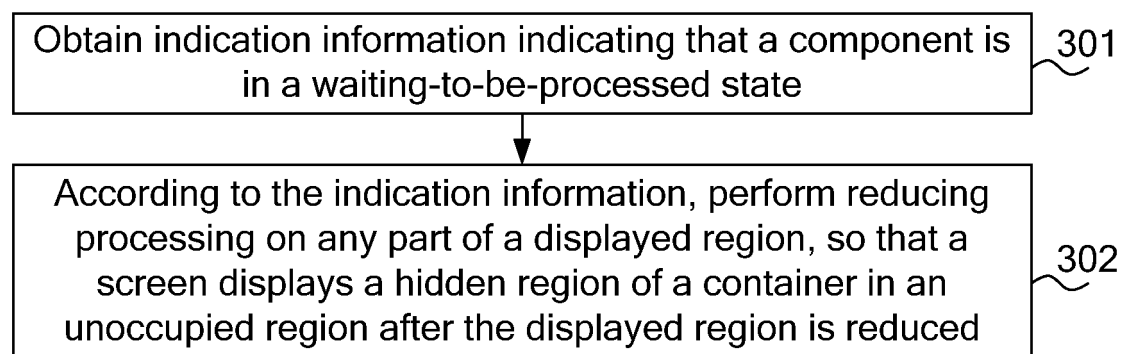 Obtain indication information indicating that a component is
in a waiting-to-be-processed state
301
According to the indication information, perform reducing
processing on any part of a displayed region, so that a
screen displays a hidden region of a container in an
unoccupied region after the displayed region is reduced
302